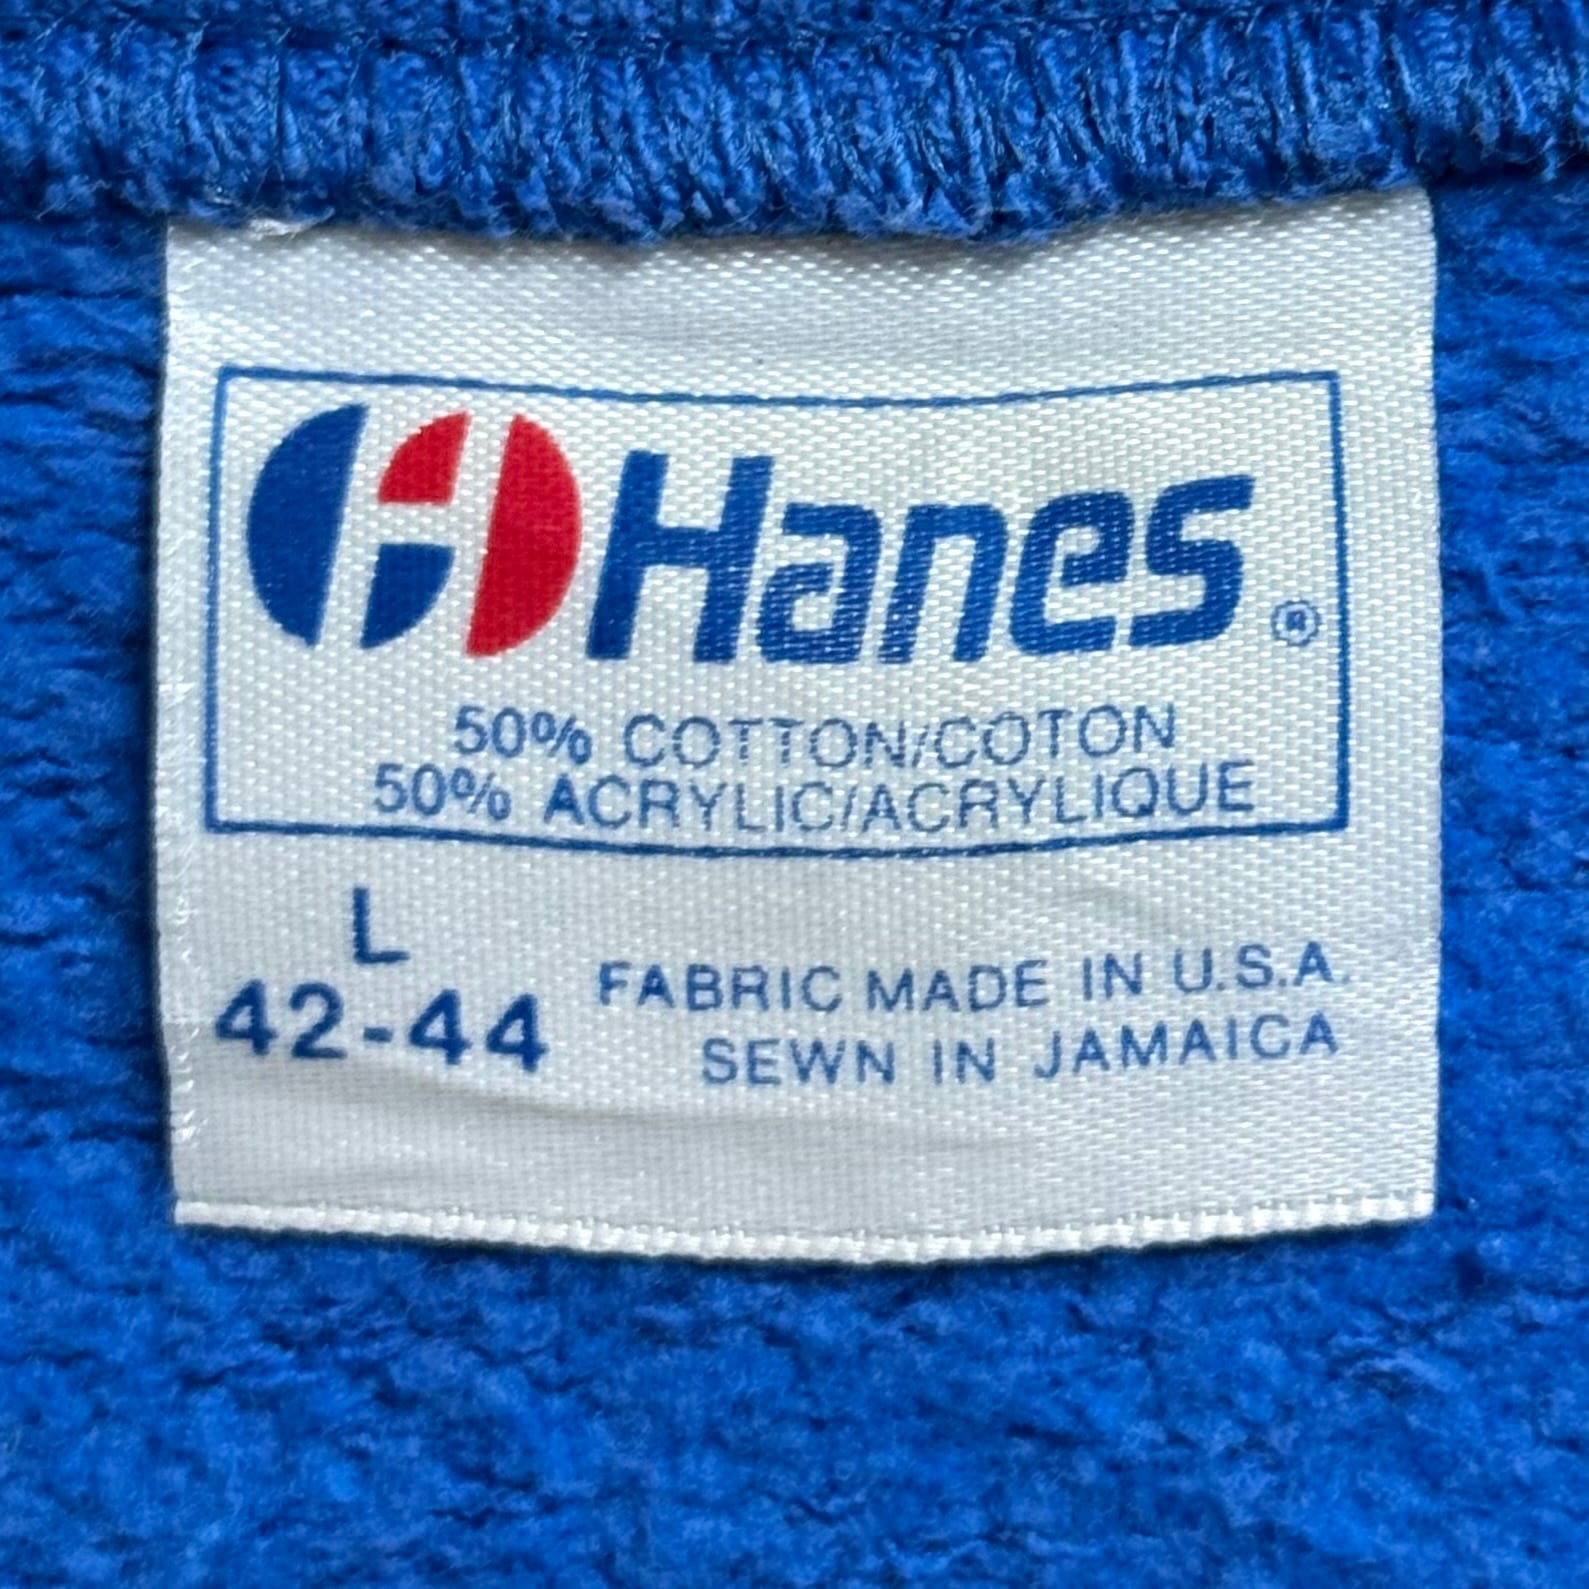 Hanes ®
50% COTTON/COTON
50% ACRYLIC/ACRYLIQUE
L
42-44
FABRIC MADE IN U.S.A.
SEWN IN JAMAICA